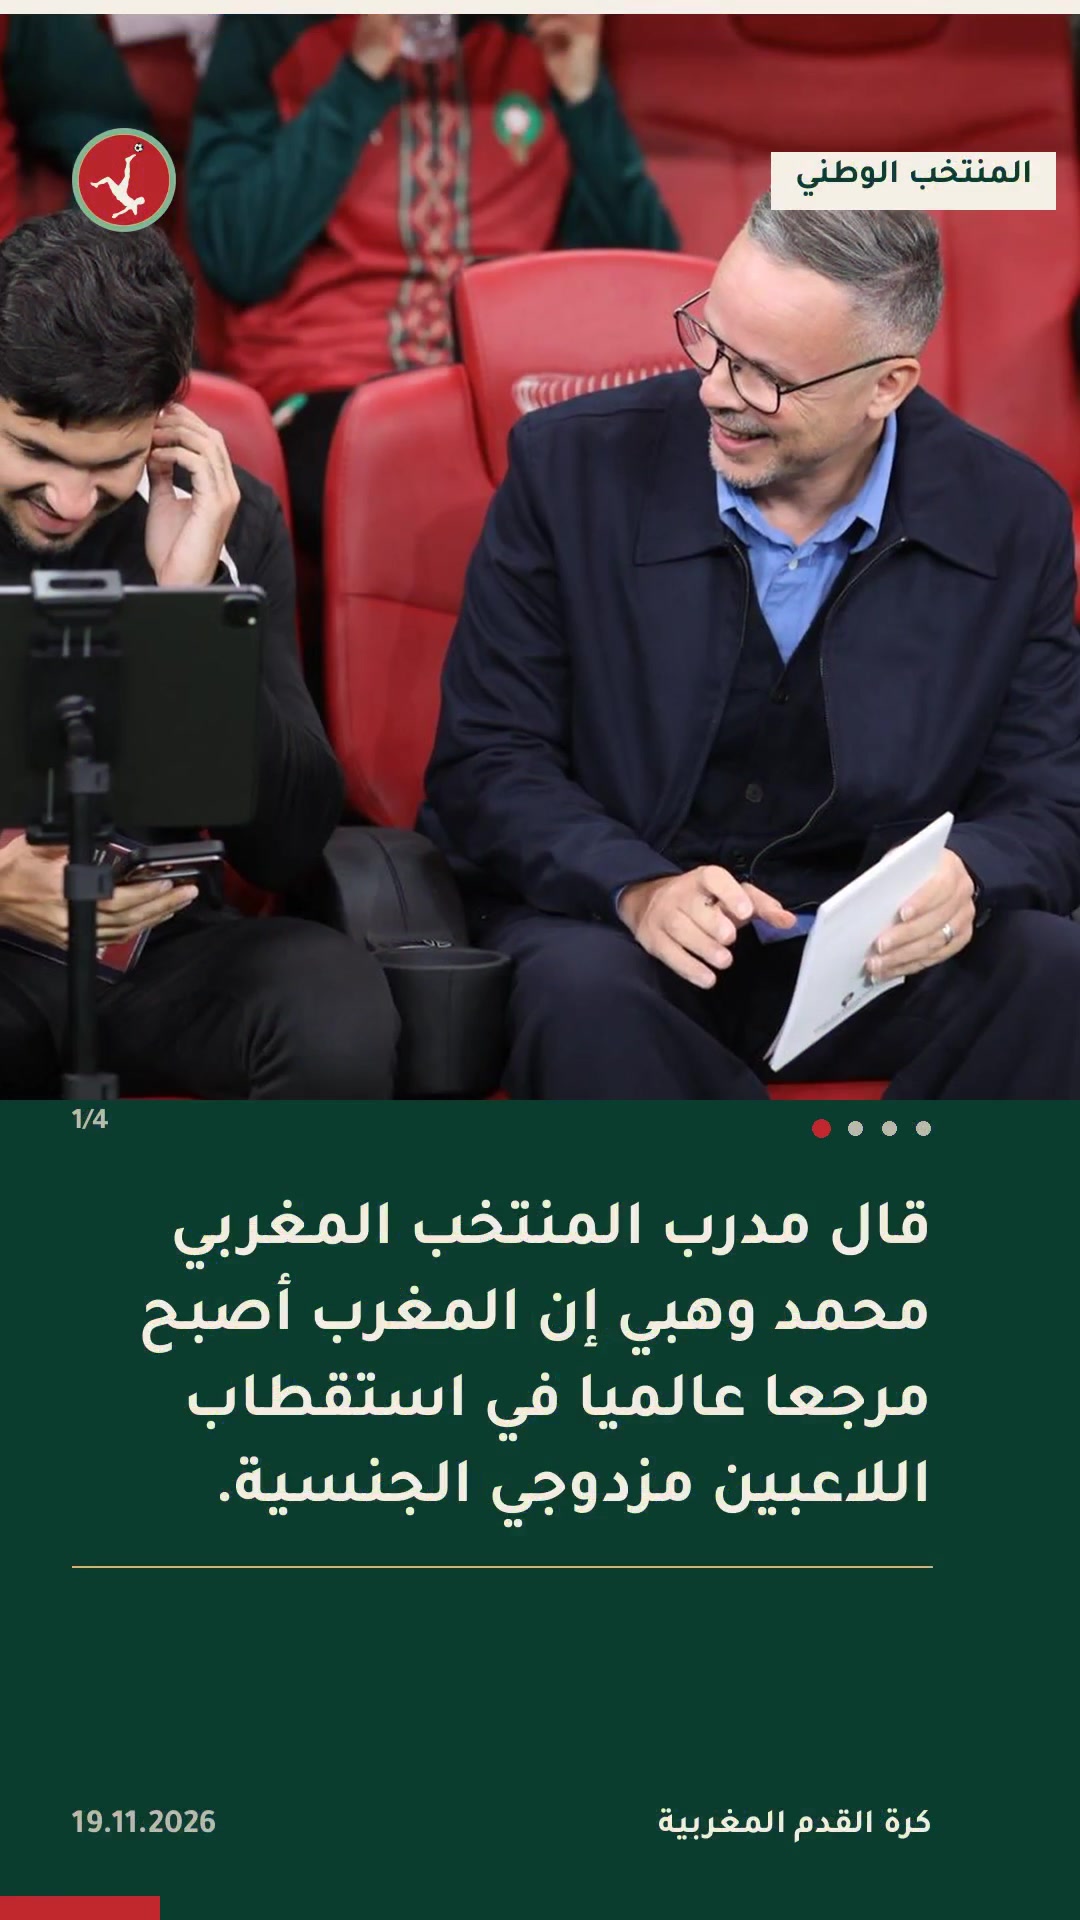 المنتخب الوطني
1/4
قال مدرب المنتخب المغربي
محمد وهبي إن المغرب أصبح
مرجعا عالميا في استقطاب
اللاعبين مزدوجي الجنسية.
كرة القدم المغربية
19.11.2026